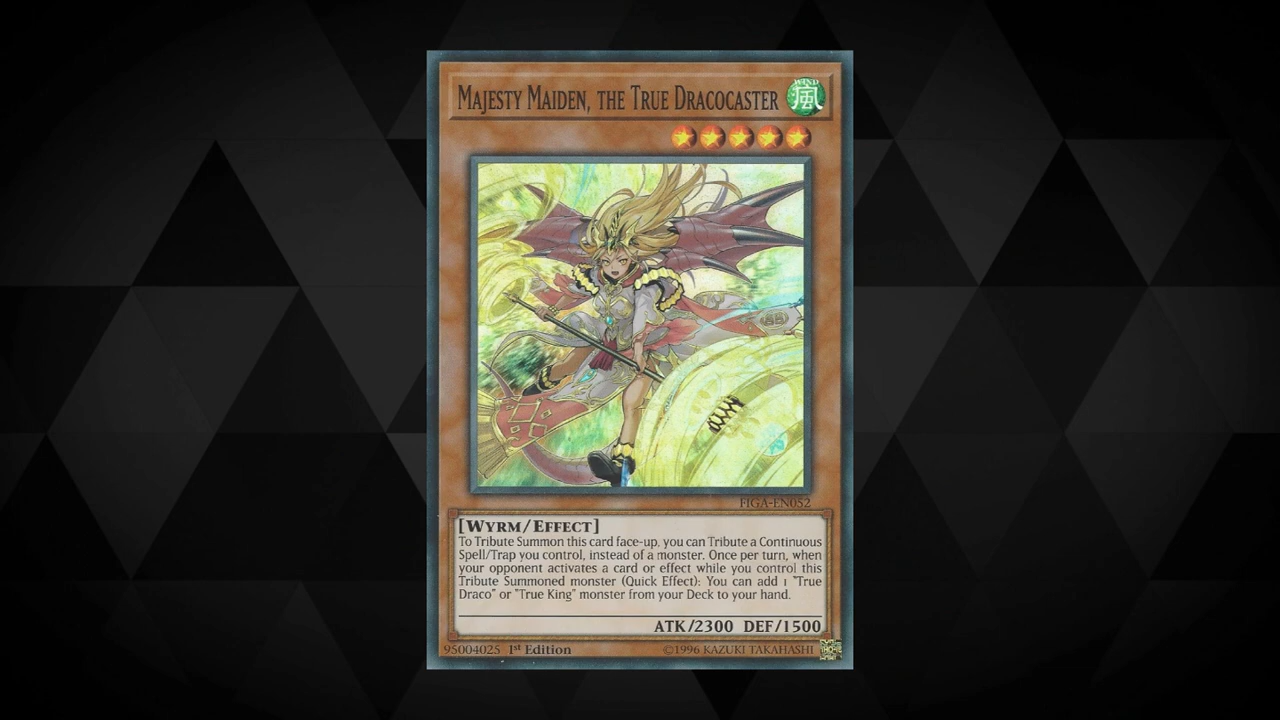 MAJESTY MAIDEN, THE TRUE DRACOCASTER
WIND
風
FIGA-EN052
[WYRM/EFFECT]
To Tribute Summon this card face-up, you can Tribute a Continuous
Spell/Trap you control, instead of a monster. Once per turn, when
your opponent activates a card or effect while you control this
Tribute Summoned monster (Quick Effect): You can add 1 "True
Draco" or "True King" monster from your Deck to your hand.
ATK/2300 DEF/1500
95004025 1st Edition
©1996 KAZUKI TAKAHASHI